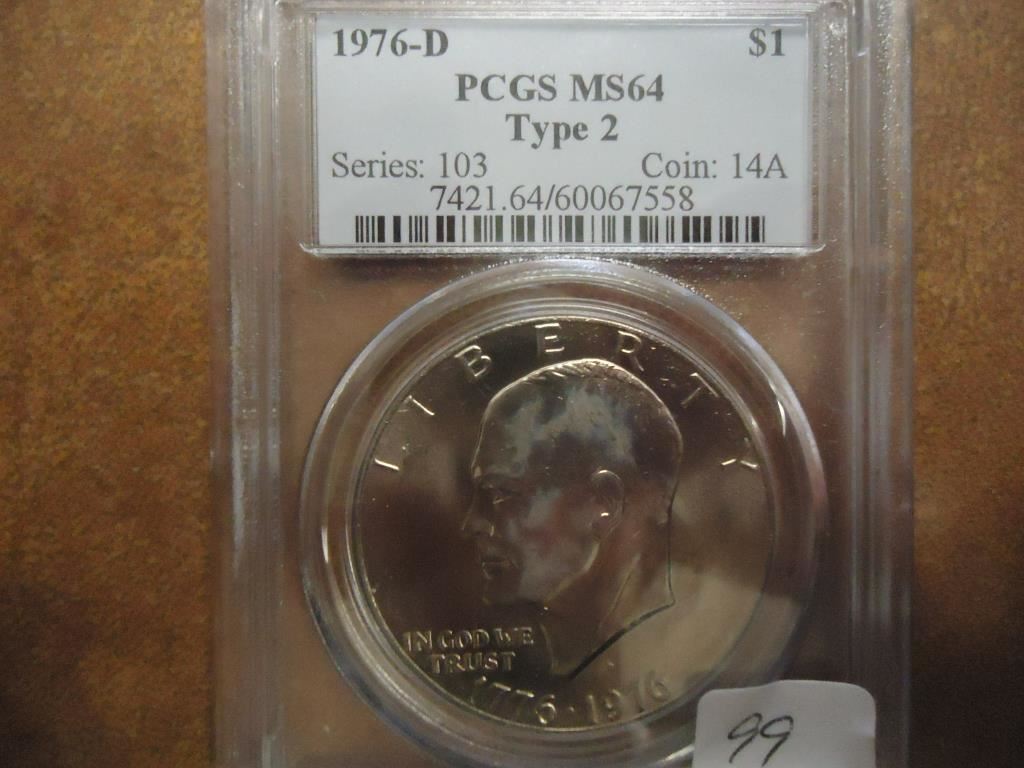 1976-D $1
PCGS MS64
Type 2
Series: 103 Coin: 14A
7421.64/60067558
LIBERTY
IN GOD WE
TRUST
1776·1976
99